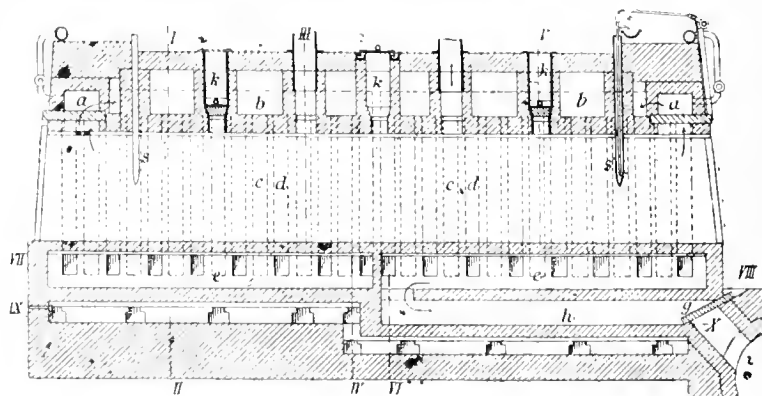 I III V
k k k
a b b a
s s
c d c d
VII
e e
VIII
IX h g
X
II IV VI